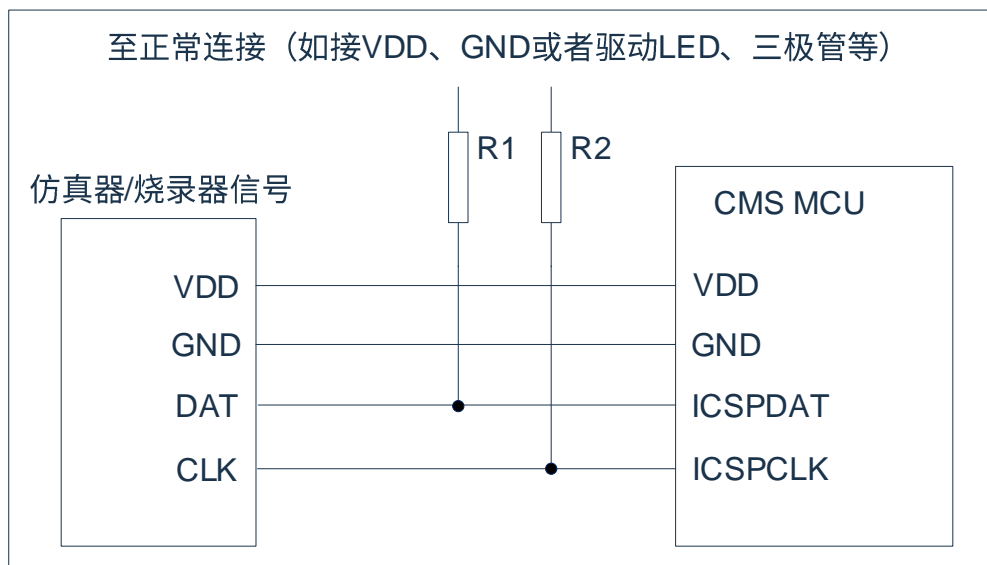 至正常连接（如接VDD、GND或者驱动LED、三极管等）
R1 R2
仿真器/烧录器信号
CMS MCU
VDD VDD
GND GND
DAT ICSPDAT
CLK ICSPCLK